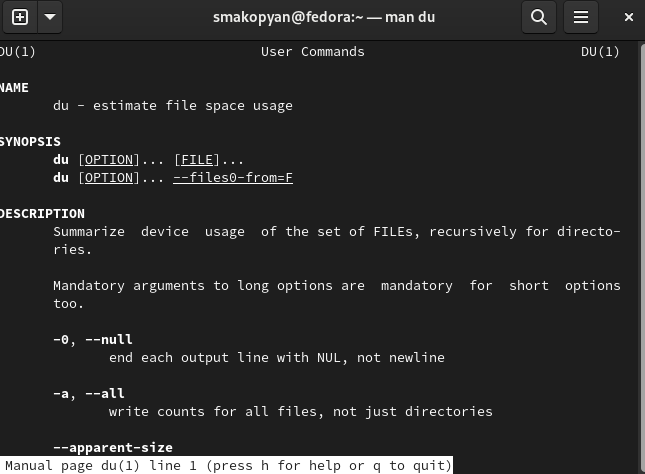 smakopyan@fedora:~ — man du
DU(1) User Commands DU(1)
NAME
du - estimate file space usage
SYNOPSIS
du [OPTION]... [FILE]...
du [OPTION]... --files0-from=F
DESCRIPTION
Summarize device usage of the set of FILEs, recursively for directo-
ries.
Mandatory arguments to long options are mandatory for short options
too.
-0, --null
end each output line with NUL, not newline
-a, --all
write counts for all files, not just directories
--apparent-size
Manual page du(1) line 1 (press h for help or q to quit)